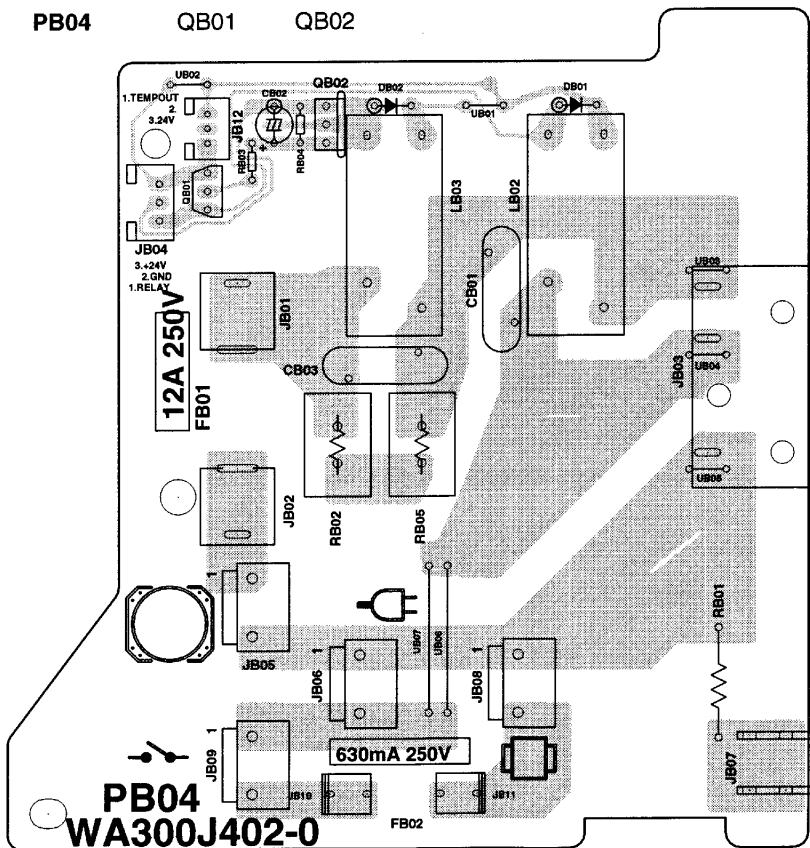 PB04 QB01 QB02
UB02
QB02
DB02
DB01
1.TEMPOUT
2.
3.24V
CB02
UB01
JB12
RB03
+
RB04
QB01
LB03
LB02
JB04
3.+24V
2.GND
1.RELAY
UB03
CB01
JB01
12A 250V
FB01
CB03
JB03
UB04
UB05
JB02
RB02
RB05
1
RB01
UB07
UB06
JB05
1
JB06
1
JB08
1
JB09
630mA 250V
JB07
JB10
JB11
FB02
PB04
WA300J402-0